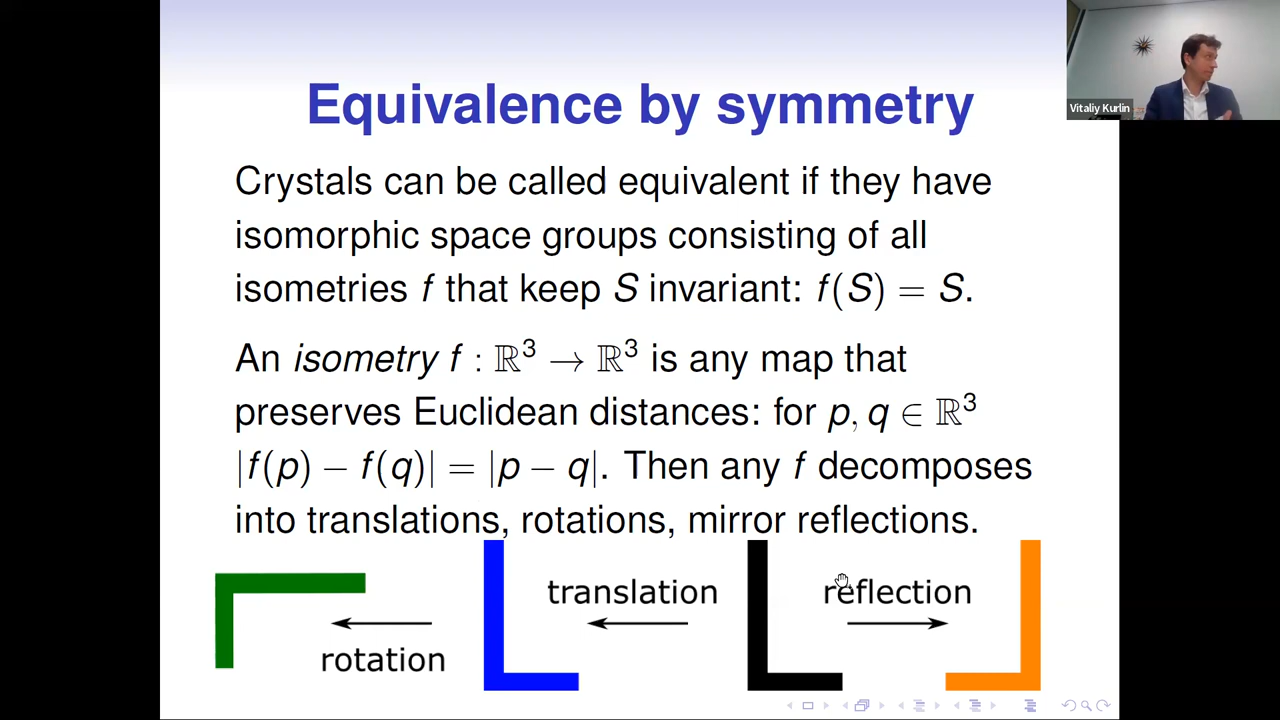 Equivalence by symmetry
Vitaliy Kurlin
Crystals can be called equivalent if they have
isomorphic space groups consisting of all
isometries f that keep S invariant: f(S) = S.
An isometry f : ℝ³ → ℝ³ is any map that
preserves Euclidean distances: for p, q ∈ ℝ³
|f(p) − f(q)| = |p − q|. Then any f decomposes
into translations, rotations, mirror reflections.
translation
reflection
rotation